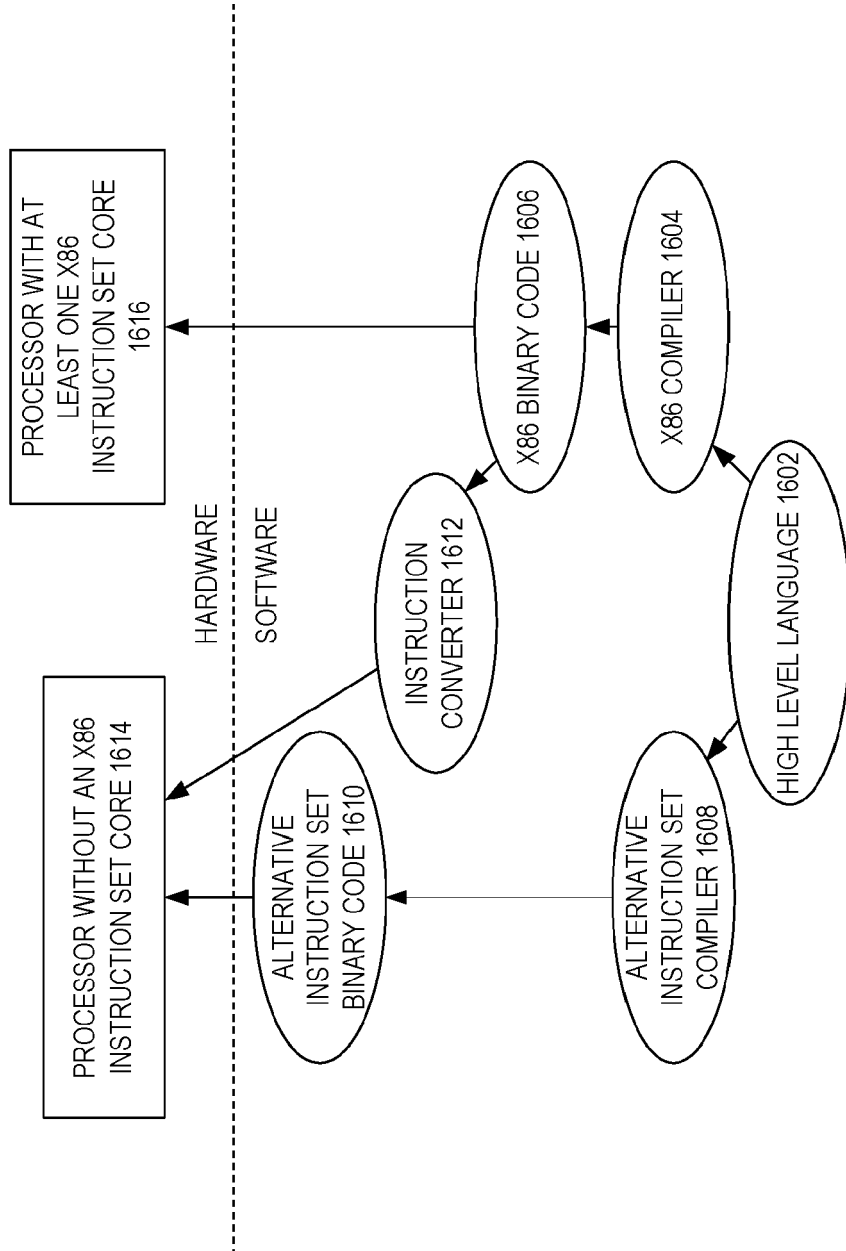 PROCESSOR WITHOUT AN X86
INSTRUCTION SET CORE 1614
PROCESSOR WITH AT
LEAST ONE X86
INSTRUCTION SET CORE
1616
HARDWARE
SOFTWARE
ALTERNATIVE
INSTRUCTION SET
BINARY CODE 1610
INSTRUCTION
CONVERTER 1612
X86 BINARY CODE 1606
ALTERNATIVE
INSTRUCTION SET
COMPILER 1608
X86 COMPILER 1604
HIGH LEVEL LANGUAGE 1602